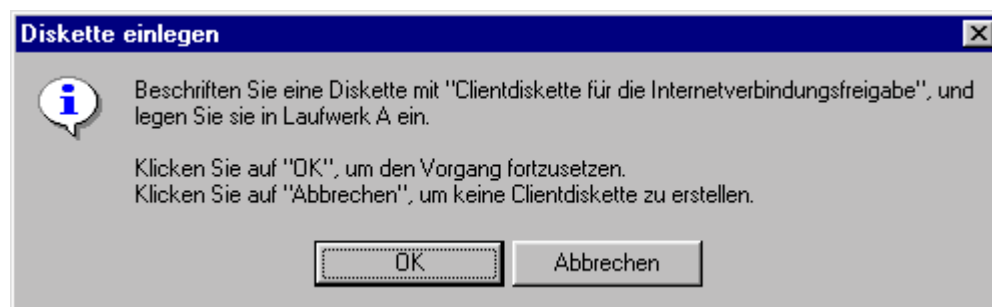 Diskette einlegen
Beschriften Sie eine Diskette mit "Clientdiskette für die Internetverbindungsfreigabe", und
legen Sie sie in Laufwerk A ein.
Klicken Sie auf "OK", um den Vorgang fortzusetzen.
Klicken Sie auf "Abbrechen", um keine Clientdiskette zu erstellen.
OK
Abbrechen